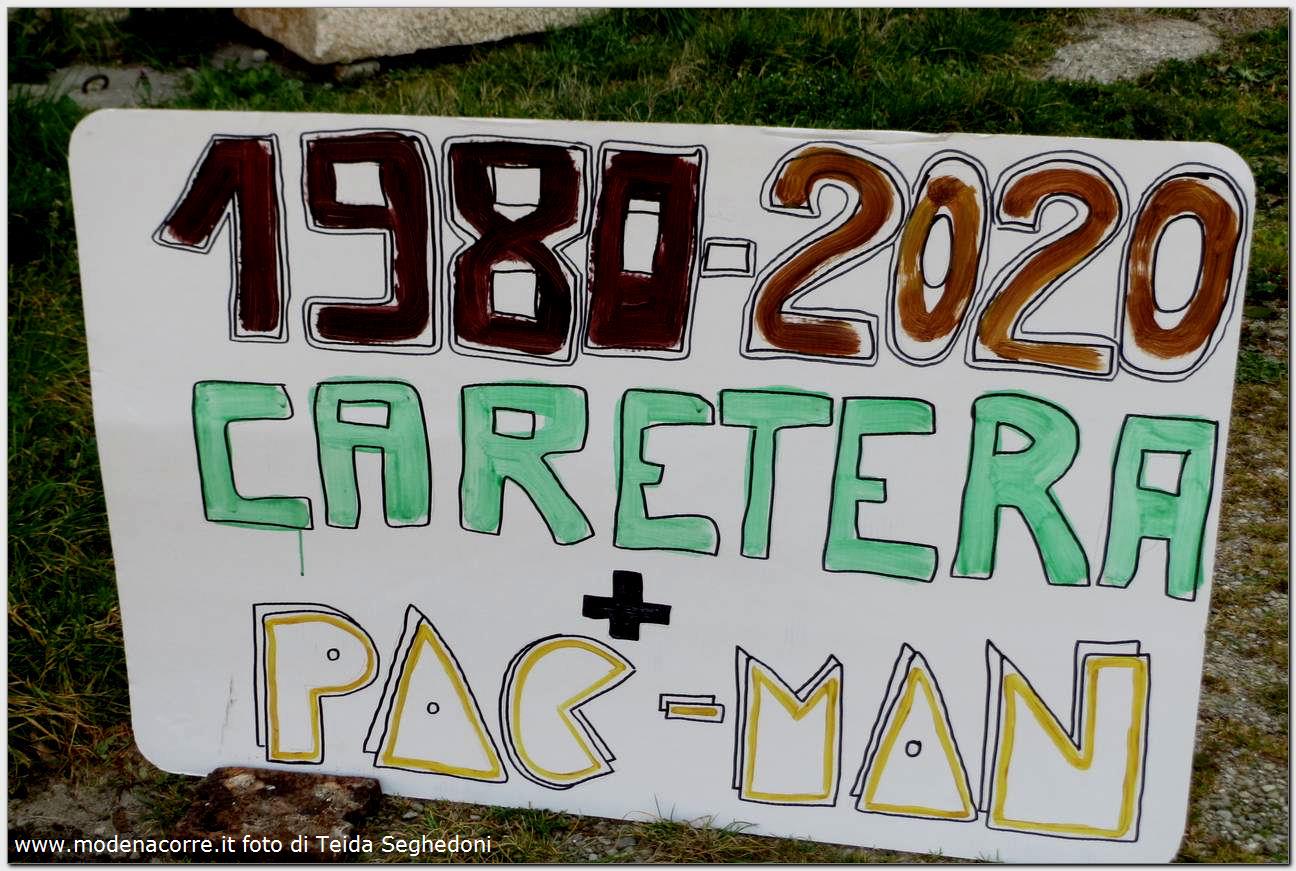 1980-2020
CARETERA
+
PAC-MAN
www.modenacorre.it foto di Teida Seghedoni